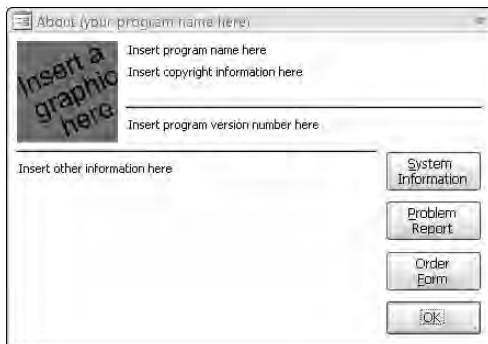 About (your program name here)
Insert a
graphic
here
Insert program name here
Insert copyright information here
Insert program version number here
Insert other information here
System
Information
Problem
Report
Order
Form
OK